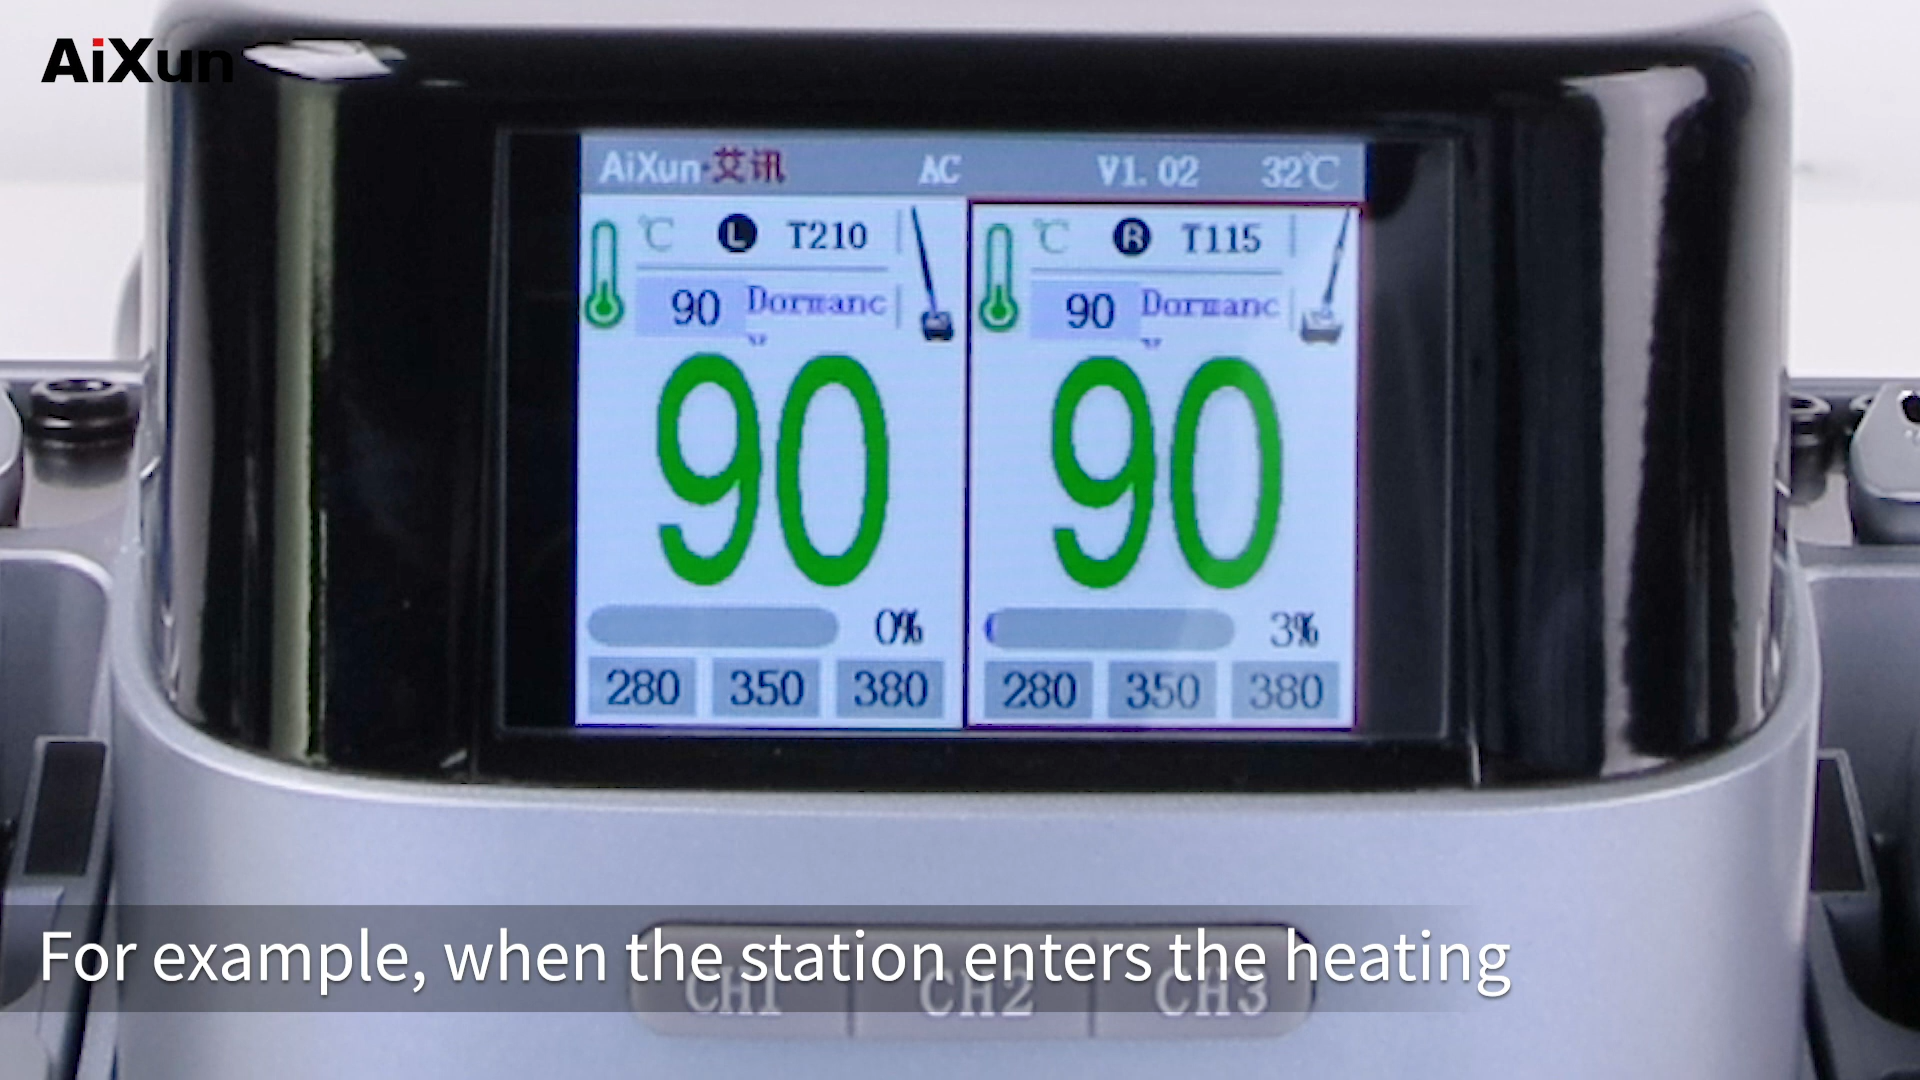 AiXun
AiXun·艾讯 AC V1.02 32℃
℃ L T210
90 Dormanc
y
90
0%
280 350 380
℃ R T115
90 Dormanc
y
90
3%
280 350 380
For example, when the station enters the heating
CH1 CH2 CH3